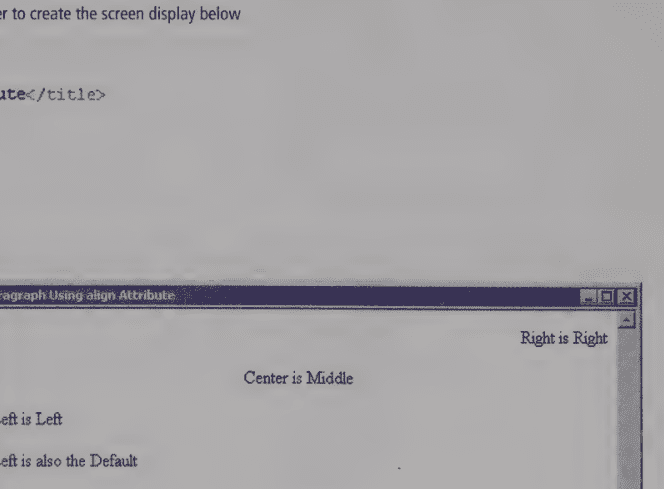 er to create the screen display below
ute</title>
ragraph Using align Attribute
Right is Right
Center is Middle
eft is Left
eft is also the Default